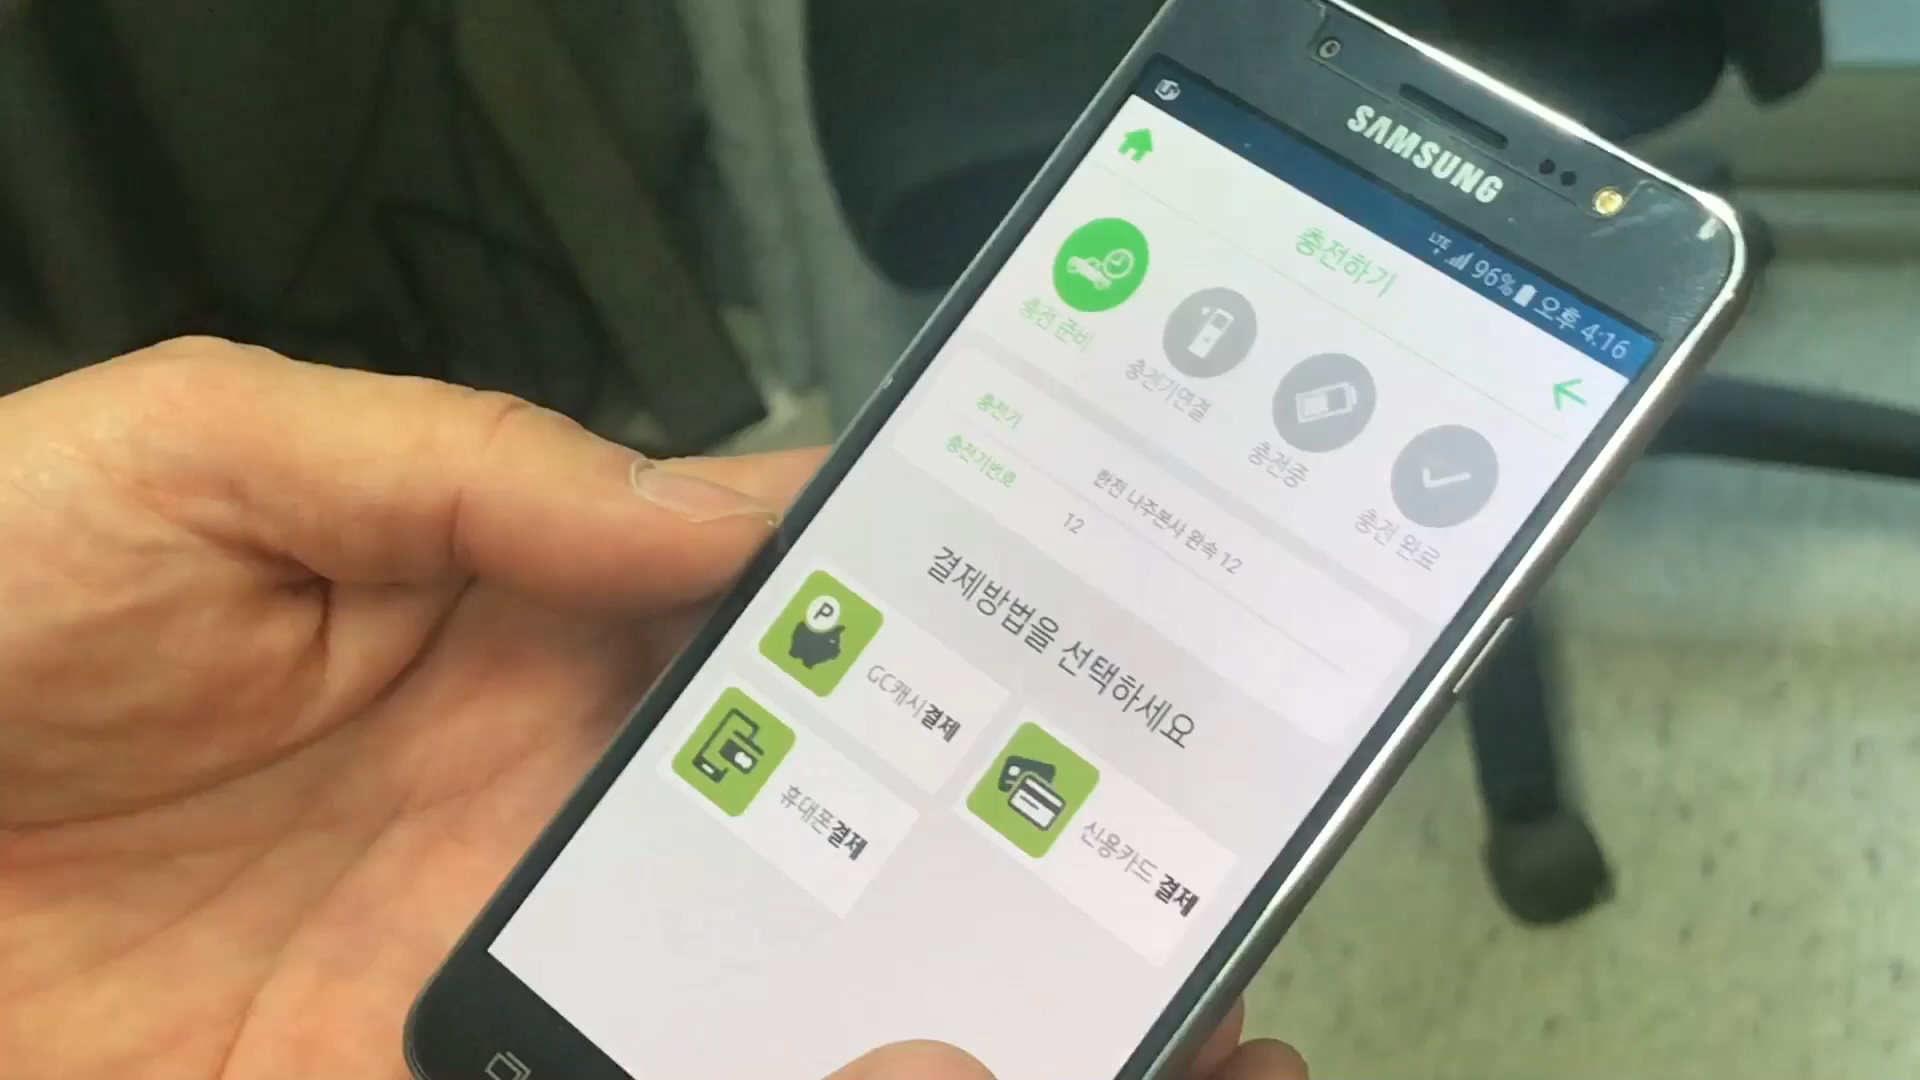 SAMSUNG
LTE 96% 오후 4:16
충전하기
충전 준비
충전기연결
충전중
충전 완료
충전기 한전 나주본사 완속 12
충전기번호 12
결제방법을 선택하세요
P
GC캐시결제
신용카드 결제
휴대폰결제